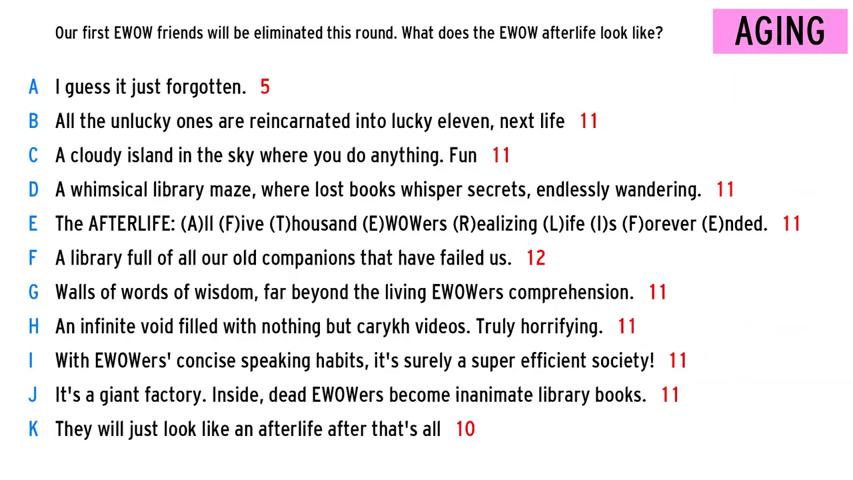 Our first EWOW friends will be eliminated this round. What does the EWOW afterlife look like?
AGING
A I guess it just forgotten. 5
B All the unlucky ones are reincarnated into lucky eleven, next life 11
C A cloudy island in the sky where you do anything. Fun 11
D A whimsical library maze, where lost books whisper secrets, endlessly wandering. 11
E The AFTERLIFE: (A)ll (F)ive (T)housand (E)WOWers (R)ealizing (L)ife (I)s (F)orever (E)nded. 11
F A library full of all our old companions that have failed us. 12
G Walls of words of wisdom, far beyond the living EWOWers comprehension. 11
H An infinite void filled with nothing but carykh videos. Truly horrifying. 11
I With EWOWers' concise speaking habits, it's surely a super efficient society! 11
J It's a giant factory. Inside, dead EWOWers become inanimate library books. 11
K They will just look like an afterlife after that's all 10